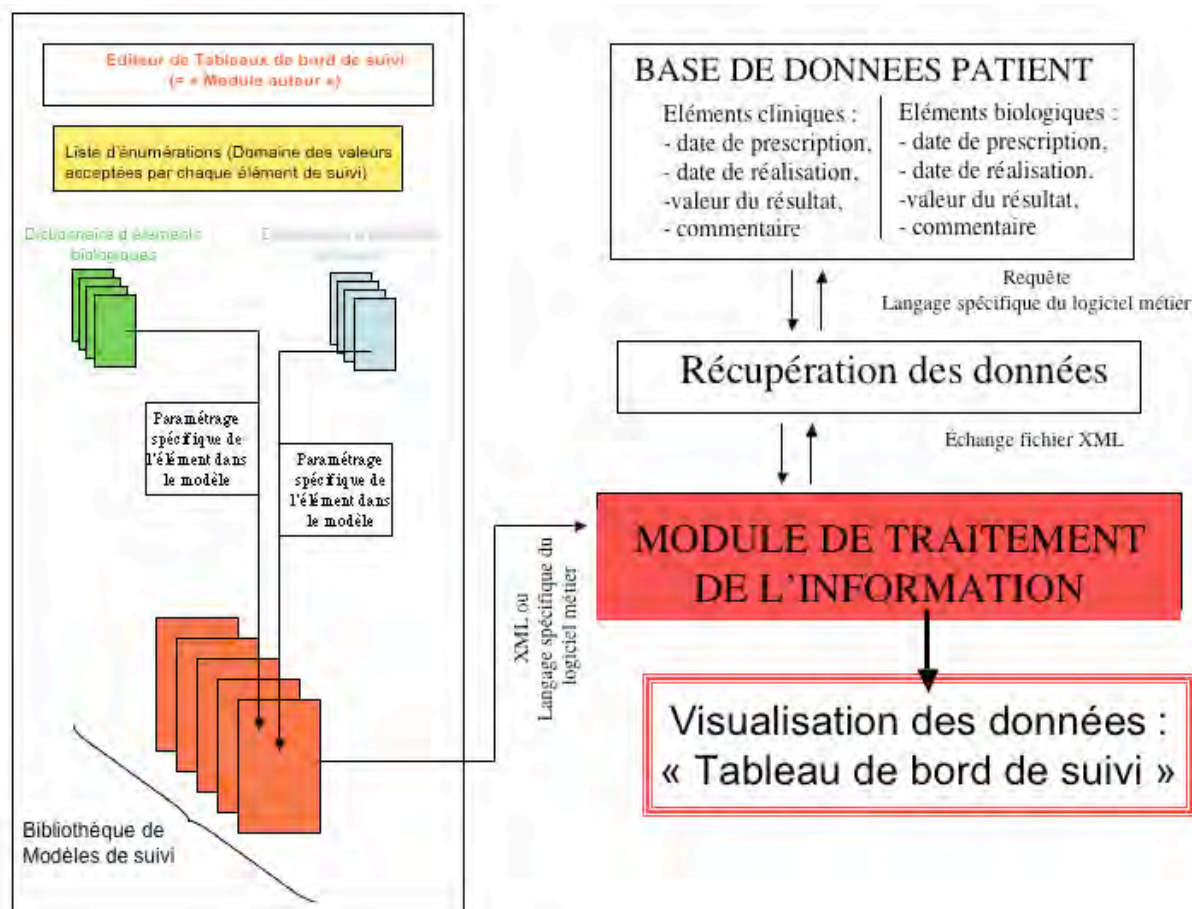 Editeur de Tableaux de bord de suivi
(= « Module auteur »)
Liste d'énumérations (Domaine des valeurs
acceptées par chaque élément de suivi)
Dictionnaire d'éléments
biologiques
Paramétrage
spécifique de
l'élément dans
le modèle
Paramétrage
spécifique de
l'élément dans
le modèle
Bibliothèque de
Modèles de suivi
XML ou
Langage spécifique du
logiciel métier
BASE DE DONNEES PATIENT
Eléments cliniques :
- date de prescription,
- date de réalisation,
-valeur du résultat,
- commentaire
Eléments biologiques :
- date de prescription,
- date de réalisation.
-valeur du résultat,
- commentaire
Requête
Langage spécifique du logiciel métier
Récupération des données
Échange fichier XML
MODULE DE TRAITEMENT
DE L'INFORMATION
Visualisation des données :
« Tableau de bord de suivi »